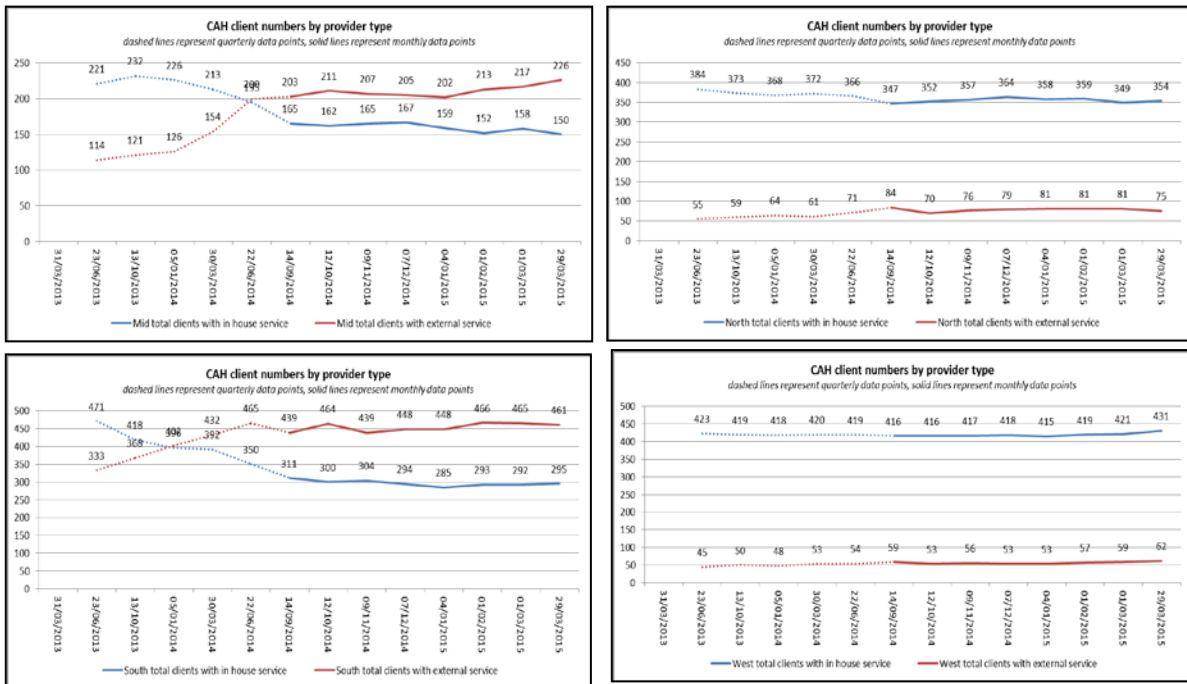 CAH client numbers by provider type
dashed lines represent quarterly data points, solid lines represent monthly data points
250
200
150
100
50
0
221 232 226 213 195 165 162 165 167 159 152 158 150
114 121 126 154 200 203 211 207 205 202 213 217 226
31/03/2013 23/06/2013 13/10/2013 05/01/2014 30/03/2014 22/06/2014 14/09/2014 12/10/2014 09/11/2014 07/12/2014 04/01/2015 01/02/2015 01/03/2015 29/03/2015
Mid total clients with in house service Mid total clients with external service
CAH client numbers by provider type
dashed lines represent quarterly data points, solid lines represent monthly data points
450
400
350
300
250
200
150
100
50
0
384 373 368 372 366 347 352 357 364 358 359 349 354
55 59 64 61 71 84 70 76 79 81 81 81 75
31/03/2013 23/06/2013 13/10/2013 05/01/2014 30/03/2014 22/06/2014 14/09/2014 12/10/2014 09/11/2014 07/12/2014 04/01/2015 01/02/2015 01/03/2015 29/03/2015
North total clients with in house service North total clients with external service
CAH client numbers by provider type
dashed lines represent quarterly data points, solid lines represent monthly data points
500
450
400
350
300
250
200
150
100
50
0
471 418 396 392 350 311 300 304 294 285 293 292 295
333 368 402 432 465 439 464 439 448 448 466 465 461
31/03/2013 23/06/2013 13/10/2013 05/01/2014 30/03/2014 22/06/2014 14/09/2014 12/10/2014 09/11/2014 07/12/2014 04/01/2015 01/02/2015 01/03/2015 29/03/2015
South total clients with in house service South total clients with external service
CAH client numbers by provider type
dashed lines represent quarterly data points, solid lines represent monthly data points
500
450
400
350
300
250
200
150
100
50
0
423 419 418 420 419 416 416 417 418 415 419 421 431
45 50 48 53 54 59 53 56 53 53 57 59 62
31/03/2013 23/06/2013 13/10/2013 05/01/2014 30/03/2014 22/06/2014 14/09/2014 12/10/2014 09/11/2014 07/12/2014 04/01/2015 01/02/2015 01/03/2015 29/03/2015
West total clients with in house service West total clients with external service